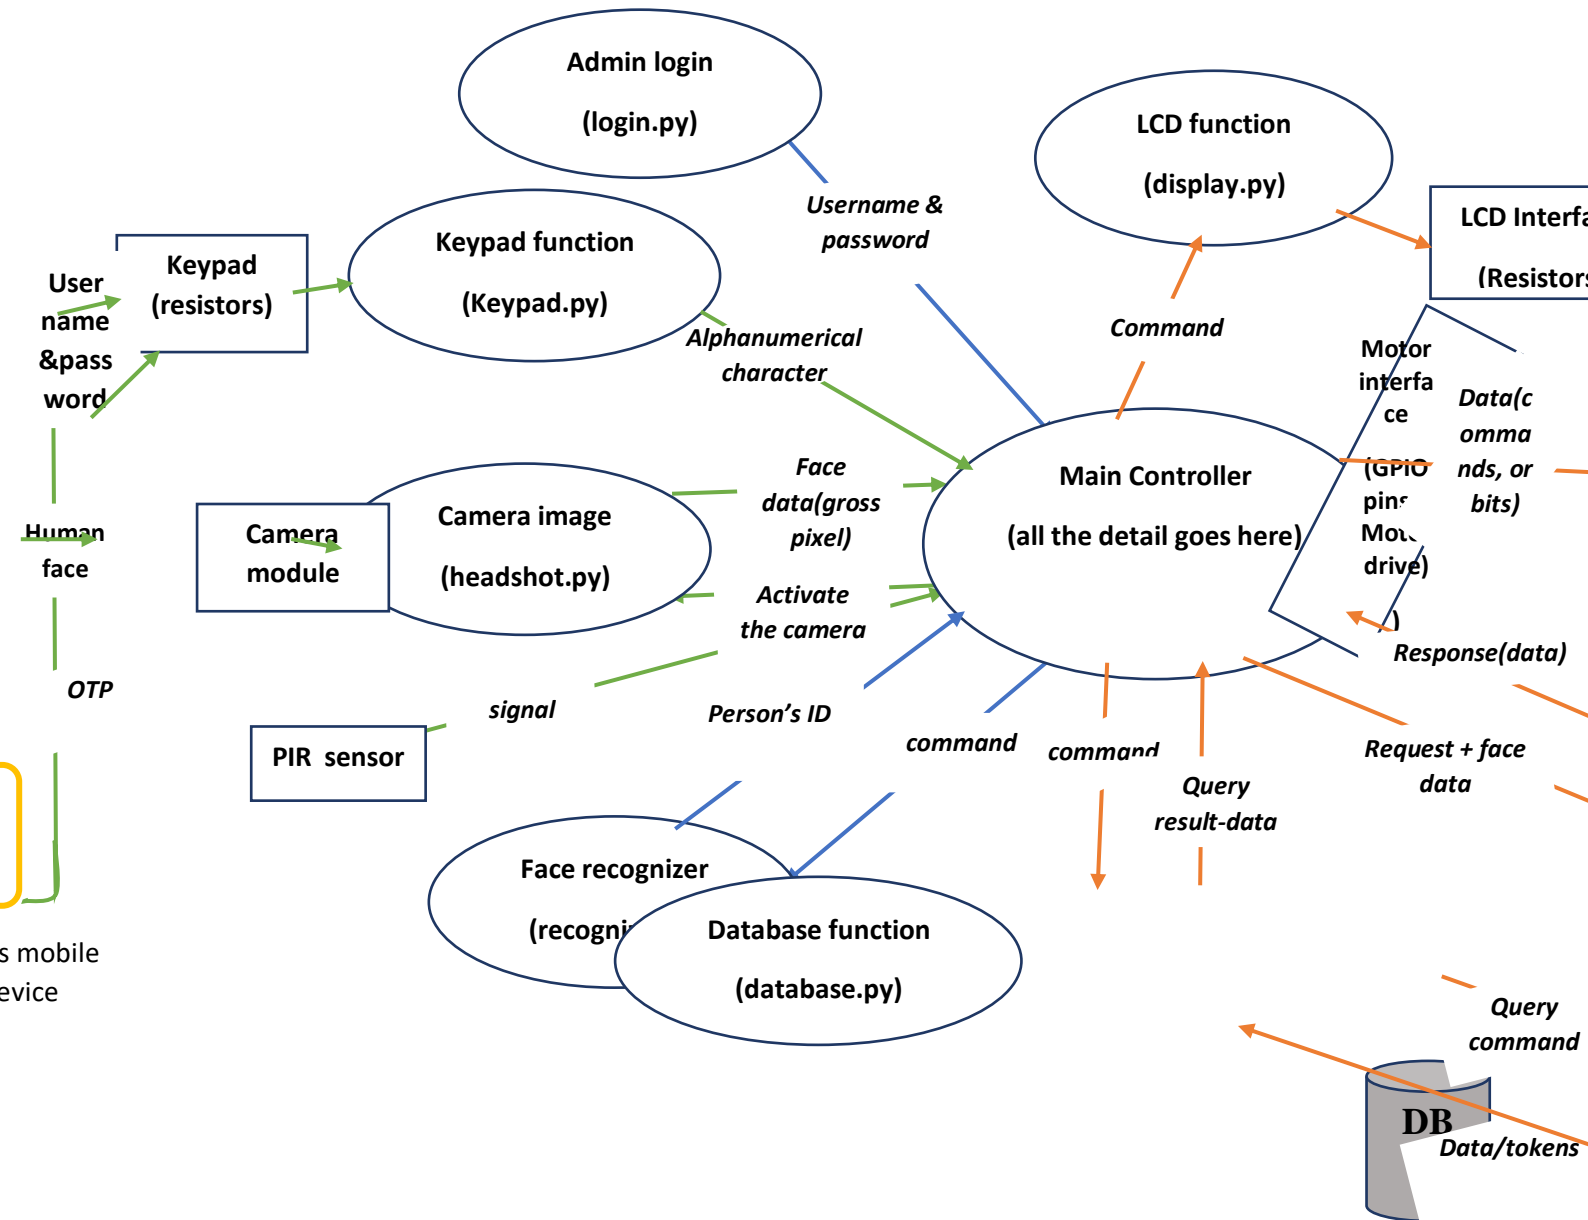 Admin login
(login.py)
LCD function
(display.py)
Username &
password
LCD
(Resistors
Keypad function
(Keypad.py)
Keypad
(resistors)
User
name
&pass
word
Alphanumerical
character
Command
Motor
interfa
ce
(GPIO
pins
drive)
)
Data(c
omma
nds, or
bits)
Main Controller
(all the detail goes here)
Face
data(gross
pixel)
Camera image
(headshot.py)
Camera
module
Human
face
Activate
the camera
Response(data)
OTP
signal
Person’s ID
command
command
Query
result-data
Request + face
data
PIR sensor
Face recognizer
Database function
(database.py)
mobile
Query
command
DB
Data/tokens